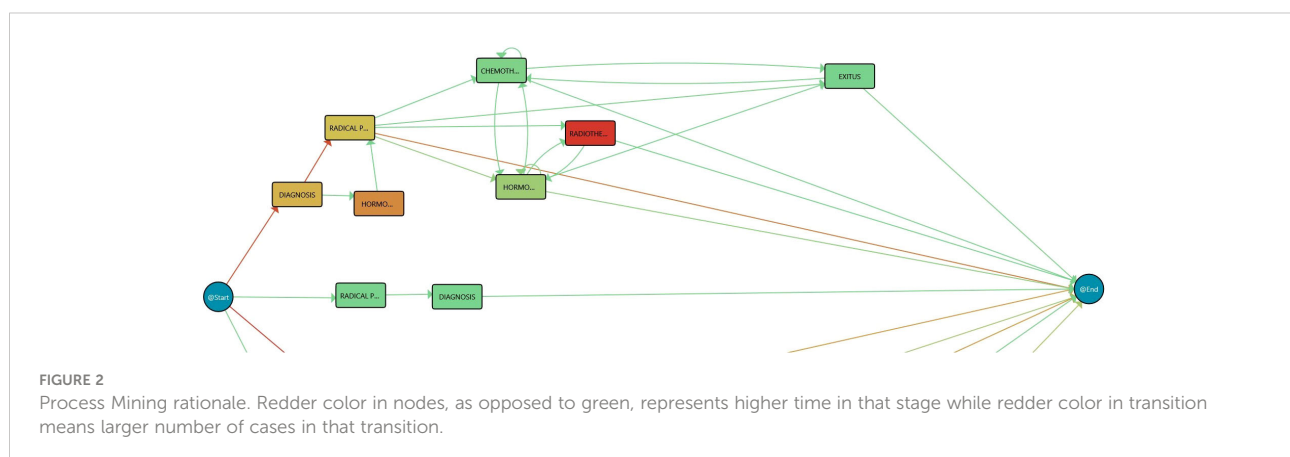 CHEMOTH...
EXITUS
RADICAL P...
RADIOTHE...
HORMO...
DIAGNOSIS
HORMO...
@Start
RADICAL P...
DIAGNOSIS
@End
FIGURE 2
Process Mining rationale. Redder color in nodes, as opposed to green, represents higher time in that stage while redder color in transition
means larger number of cases in that transition.